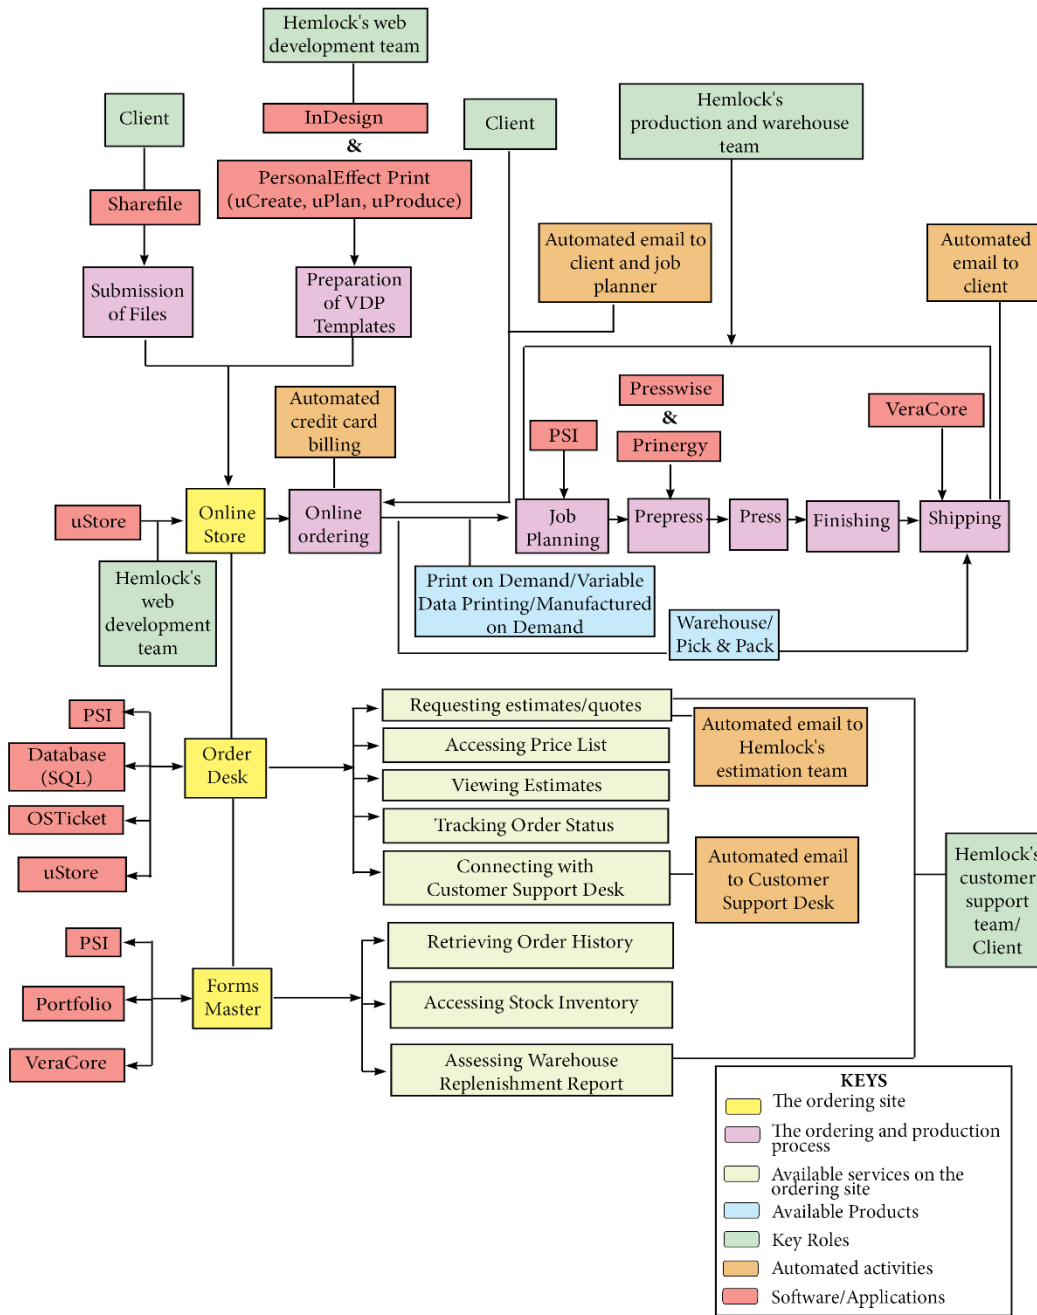 Hemlock's web
development team
Client
InDesign
&
Client
Hemlock's
production and warehouse
team
Sharefile
PersonalEffect Print
(uCreate, uPlan, uProduce)
Automated email to
client and job
planner
Automated
email to
client
Submission
of Files
Preparation
of VDP
Templates
Automated
credit card
billing
Presswise
&
Prinergy
PSI
VeraCore
uStore
Online
Store
Online
ordering
Job
Planning
Prepress
Press
Finishing
Shipping
Hemlock's
web
development
team
Print on Demand/Variable
Data Printing/Manufactured
on Demand
Warehouse/
Pick & Pack
PSI
Database
(SQL)
OSTicket
uStore
Order
Desk
Requesting estimates/quotes
Accessing Price List
Viewing Estimates
Tracking Order Status
Connecting with
Customer Support Desk
Automated email to
Hemlock's
estimation team
Automated email
to Customer
Support Desk
Hemlock's
customer
support
team/
Client
PSI
Portfolio
VeraCore
Forms
Master
Retrieving Order History
Accessing Stock Inventory
Assessing Warehouse
Replenishment Report
KEYS
The ordering site
The ordering and production
process
Available services on the
ordering site
Available Products
Key Roles
Automated activities
Software/Applications